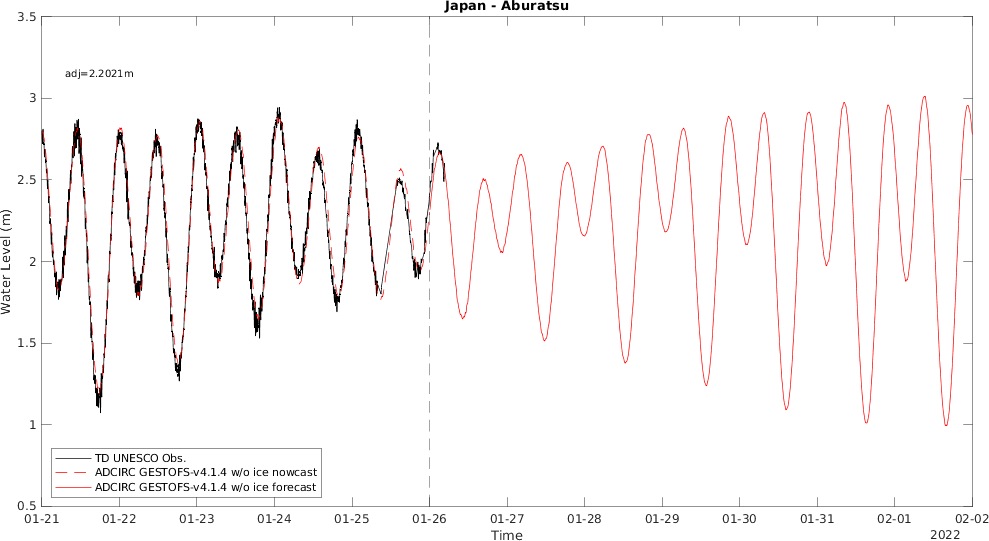 Japan - Aburatsu
adj=2.2021m
3.5
3
2.5
2
1.5
1
0.5
Water Level (m)
TD UNESCO Obs.
ADCIRC GESTOFS-v4.1.4 w/o ice nowcast
ADCIRC GESTOFS-v4.1.4 w/o ice forecast
01-21 01-22 01-23 01-24 01-25 01-26 01-27 01-28 01-29 01-30 01-31 02-01 02-02
Time
2022